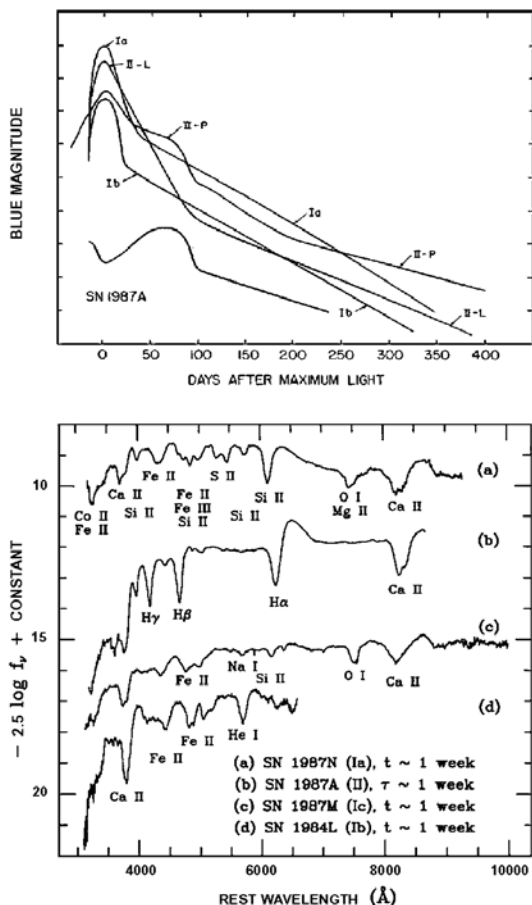 Ia
II-L
II-P
Ib
Ia
II-P
SN 1987A
Ib
II-L
BLUE MAGNITUDE
0 50 100 150 200 250 300 350 400
DAYS AFTER MAXIMUM LIGHT
(a)
Fe II S II
10
Ca II Fe II Si II O I
Co II Si II Fe III Si II Mg II Ca II
Fe II Si II
(b)
Hγ Hβ Hα Ca II
15
(c)
Na I
Fe II Si II O I Ca II
(d)
Fe II Fe II He I
Ca II
20
(a) SN 1987N (Ia), t ~ 1 week
(b) SN 1987A (II), τ ~ 1 week
(c) SN 1987M (Ic), t ~ 1 week
(d) SN 1984L (Ib), t ~ 1 week
− 2.5 log fν + CONSTANT
4000 5000 6000 7000 8000 9000 10000
REST WAVELENGTH (Å)